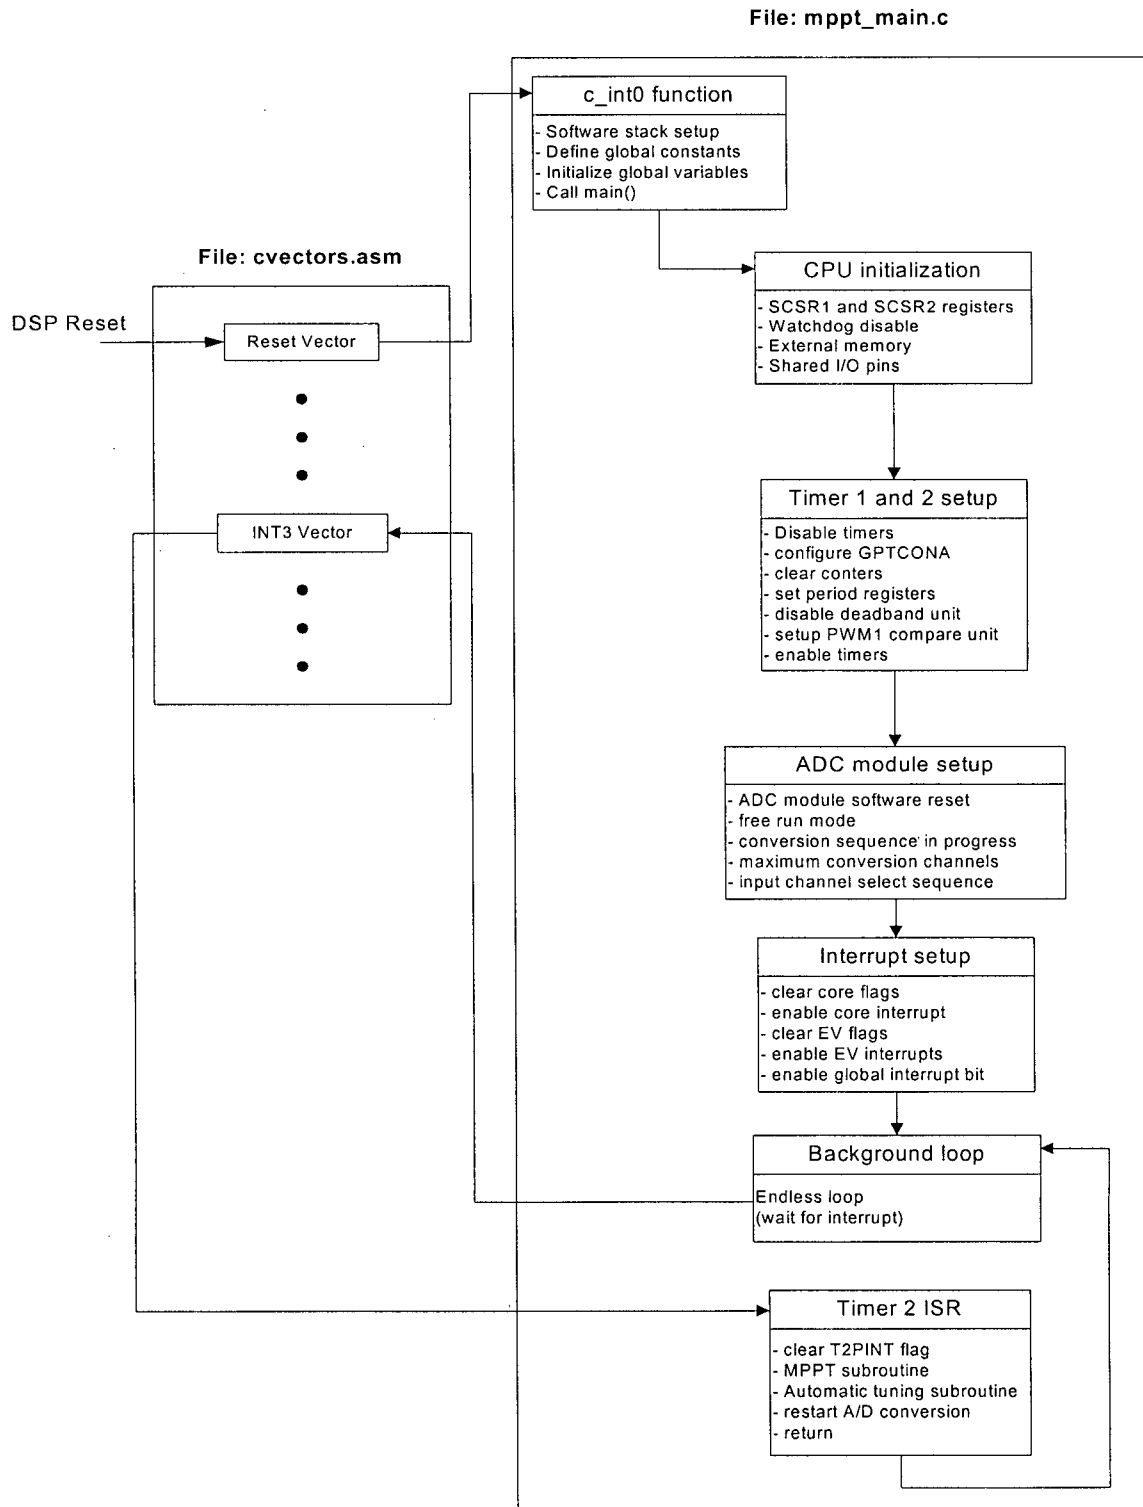 File: mppt_main.c
c_int0 function
- Software stack setup
- Define global constants
- Initialize global variables
- Call main()
File: cvectors.asm
DSP Reset
Reset Vector
INT3 Vector
CPU initialization
- SCSR1 and SCSR2 registers
- Watchdog disable
- External memory
- Shared I/O pins
Timer 1 and 2 setup
- Disable timers
- configure GPTCONA
- clear conters
- set period registers
- disable deadband unit
- setup PWM1 compare unit
- enable timers
ADC module setup
- ADC module software reset
- free run mode
- conversion sequence in progress
- maximum conversion channels
- input channel select sequence
Interrupt setup
- clear core flags
- enable core interrupt
- clear EV flags
- enable EV interrupts
- enable global interrupt bit
Background loop
Endless loop
(wait for interrupt)
Timer 2 ISR
- clear T2PINT flag
- MPPT subroutine
- Automatic tuning subroutine
- restart A/D conversion
- return